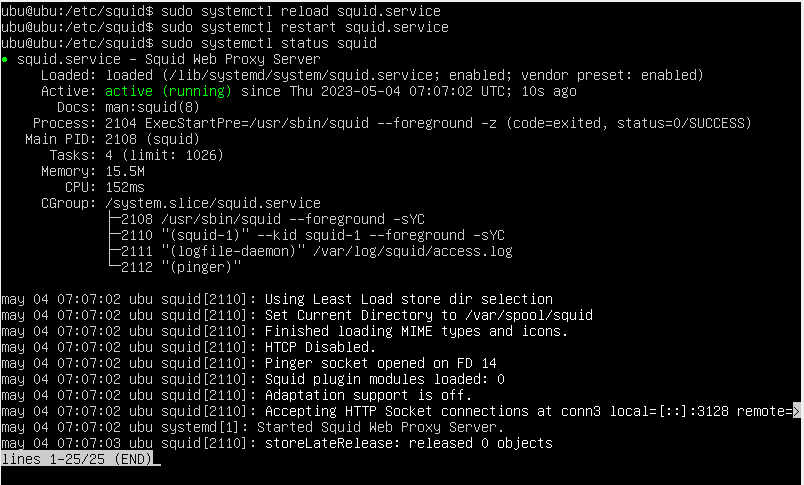 ubu@ubu:/etc/squid$ sudo systemctl reload squid.service
ubu@ubu:/etc/squid$ sudo systemctl restart squid.service
ubu@ubu:/etc/squid$ sudo systemctl status squid
● squid.service – Squid Web Proxy Server
     Loaded: loaded (/lib/systemd/system/squid.service; enabled; vendor preset: enabled)
     Active: active (running) since Thu 2023-05-04 07:07:02 UTC; 10s ago
       Docs: man:squid(8)
    Process: 2104 ExecStartPre=/usr/sbin/squid --foreground -z (code=exited, status=0/SUCCESS)
   Main PID: 2108 (squid)
      Tasks: 4 (limit: 1026)
     Memory: 15.5M
        CPU: 152ms
     CGroup: /system.slice/squid.service
             ├─2108 /usr/sbin/squid --foreground -sYC
             ├─2110 "(squid-1)" --kid squid-1 --foreground -sYC
             ├─2111 "(logfile-daemon)" /var/log/squid/access.log
             └─2112 "(pinger)"
may 04 07:07:02 ubu squid[2110]: Using Least Load store dir selection
may 04 07:07:02 ubu squid[2110]: Set Current Directory to /var/spool/squid
may 04 07:07:02 ubu squid[2110]: Finished loading MIME types and icons.
may 04 07:07:02 ubu squid[2110]: HTCP Disabled.
may 04 07:07:02 ubu squid[2110]: Pinger socket opened on FD 14
may 04 07:07:02 ubu squid[2110]: Squid plugin modules loaded: 0
may 04 07:07:02 ubu squid[2110]: Adaptation support is off.
may 04 07:07:02 ubu squid[2110]: Accepting HTTP Socket connections at conn3 local=[::]:3128 remote=>
may 04 07:07:02 ubu systemd[1]: Started Squid Web Proxy Server.
may 04 07:07:03 ubu squid[2110]: storeLateRelease: released 0 objects
lines 1-25/25 (END)